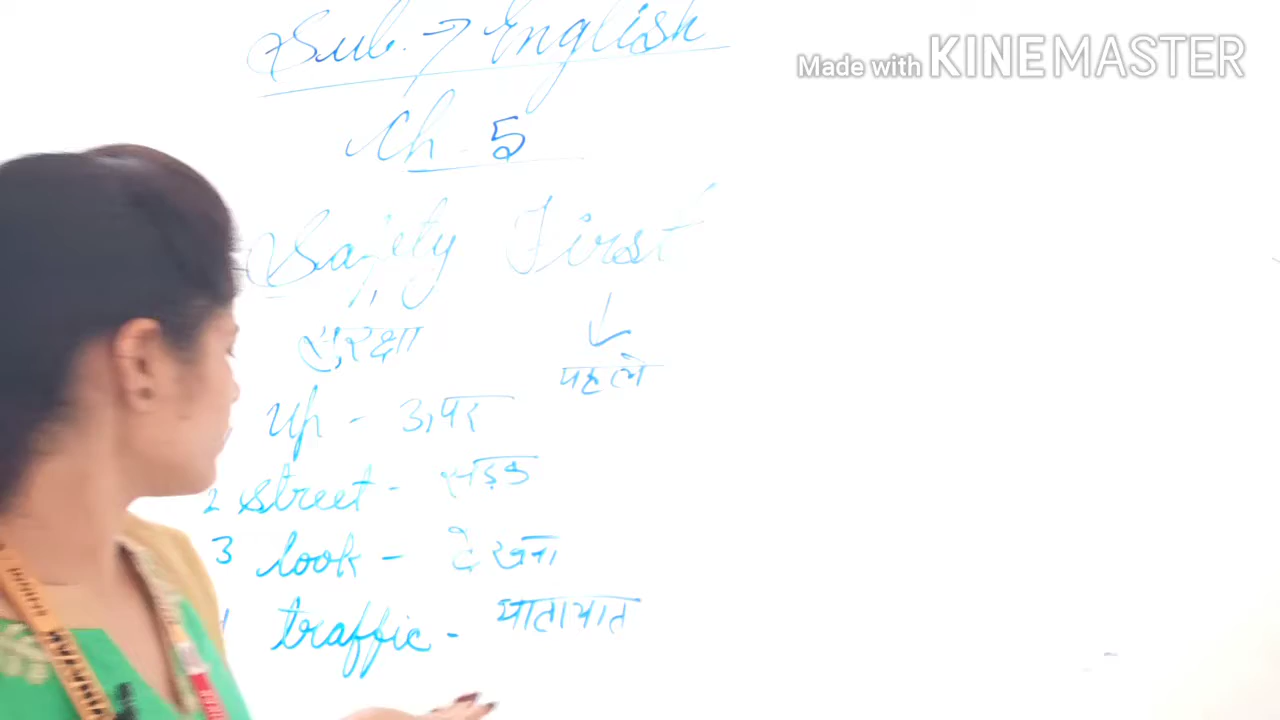 Made with KINEMASTER
Sub. → English
Ch - 5
Safety First
सुरक्षा
पहले
up - ऊपर
2 street - सड़क
3 look - देखना
traffic - यातायात